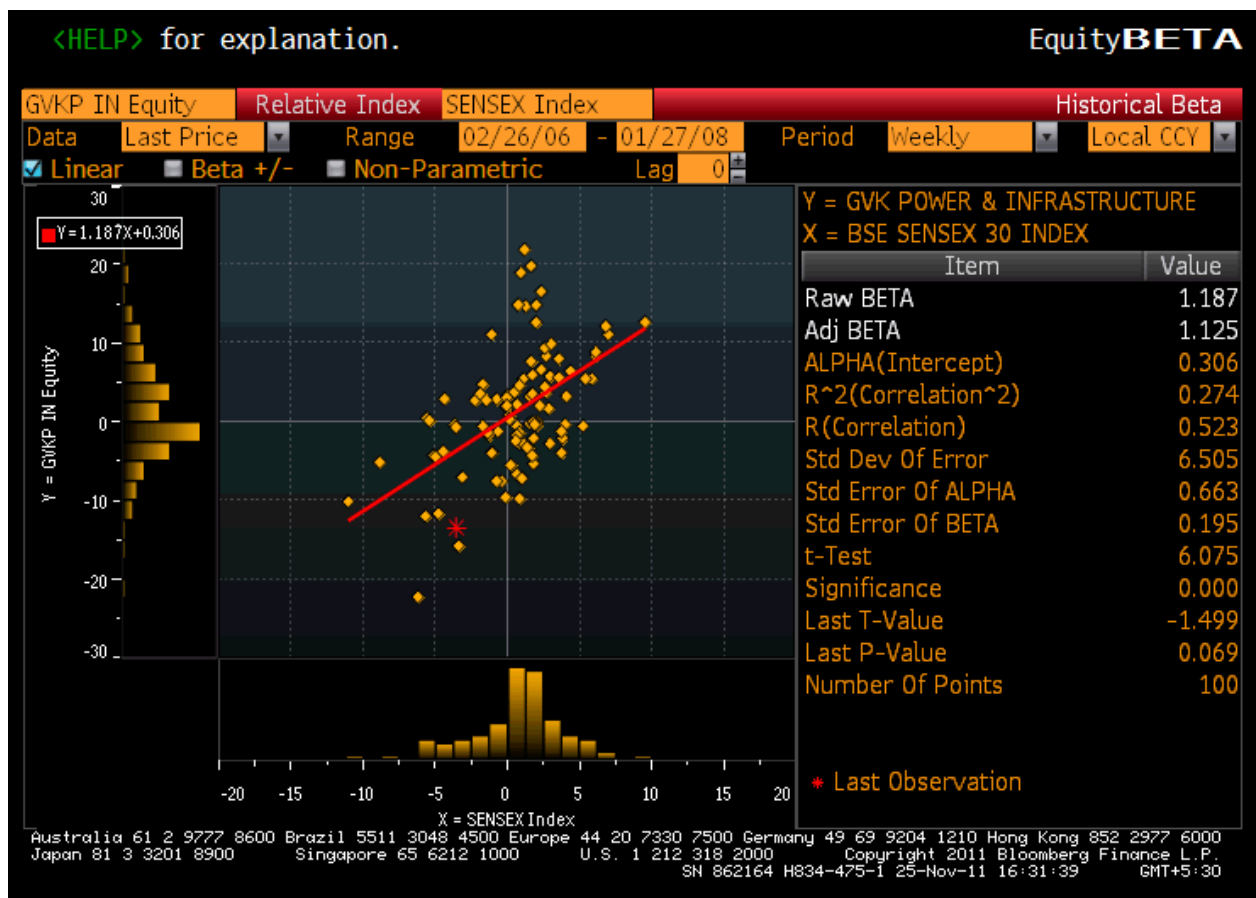 <HELP> for explanation. EquityBETA
GVKP IN Equity Relative Index SENSEX Index Historical Beta
Data Last Price Range 02/26/06 - 01/27/08 Period Weekly Local CCY
Linear Beta +/- Non-Parametric Lag 0
30
Y=1.187X+0.306
20
10
0
-10
-20
-30
Y = GVKP IN Equity
-20 -15 -10 -5 0 5 10 15 20
X = SENSEX Index
Y = GVK POWER & INFRASTRUCTURE
X = BSE SENSEX 30 INDEX
Item Value
Raw BETA 1.187
Adj BETA 1.125
ALPHA(Intercept) 0.306
R^2(Correlation^2) 0.274
R(Correlation) 0.523
Std Dev Of Error 6.505
Std Error Of ALPHA 0.663
Std Error Of BETA 0.195
t-Test 6.075
Significance 0.000
Last T-Value -1.499
Last P-Value 0.069
Number Of Points 100
* Last Observation
Australia 61 2 9777 8600 Brazil 5511 3048 4500 Europe 44 20 7330 7500 Germany 49 69 9204 1210 Hong Kong 852 2977 6000
Japan 81 3 3201 8900 Singapore 65 6212 1000 U.S. 1 212 318 2000 Copyright 2011 Bloomberg Finance L.P.
SN 862164 H834-475-1 25-Nov-11 16:31:39 GMT+5:30